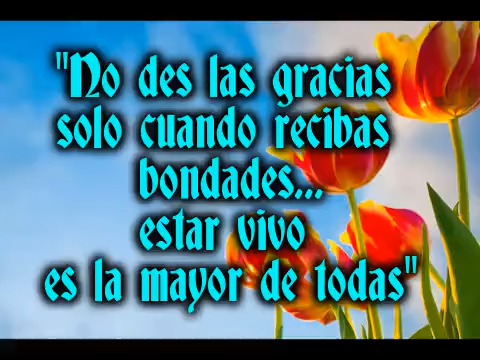 "No des las gracias
solo cuando recibas
bondades...
estar vivo
es la mayor de todas"